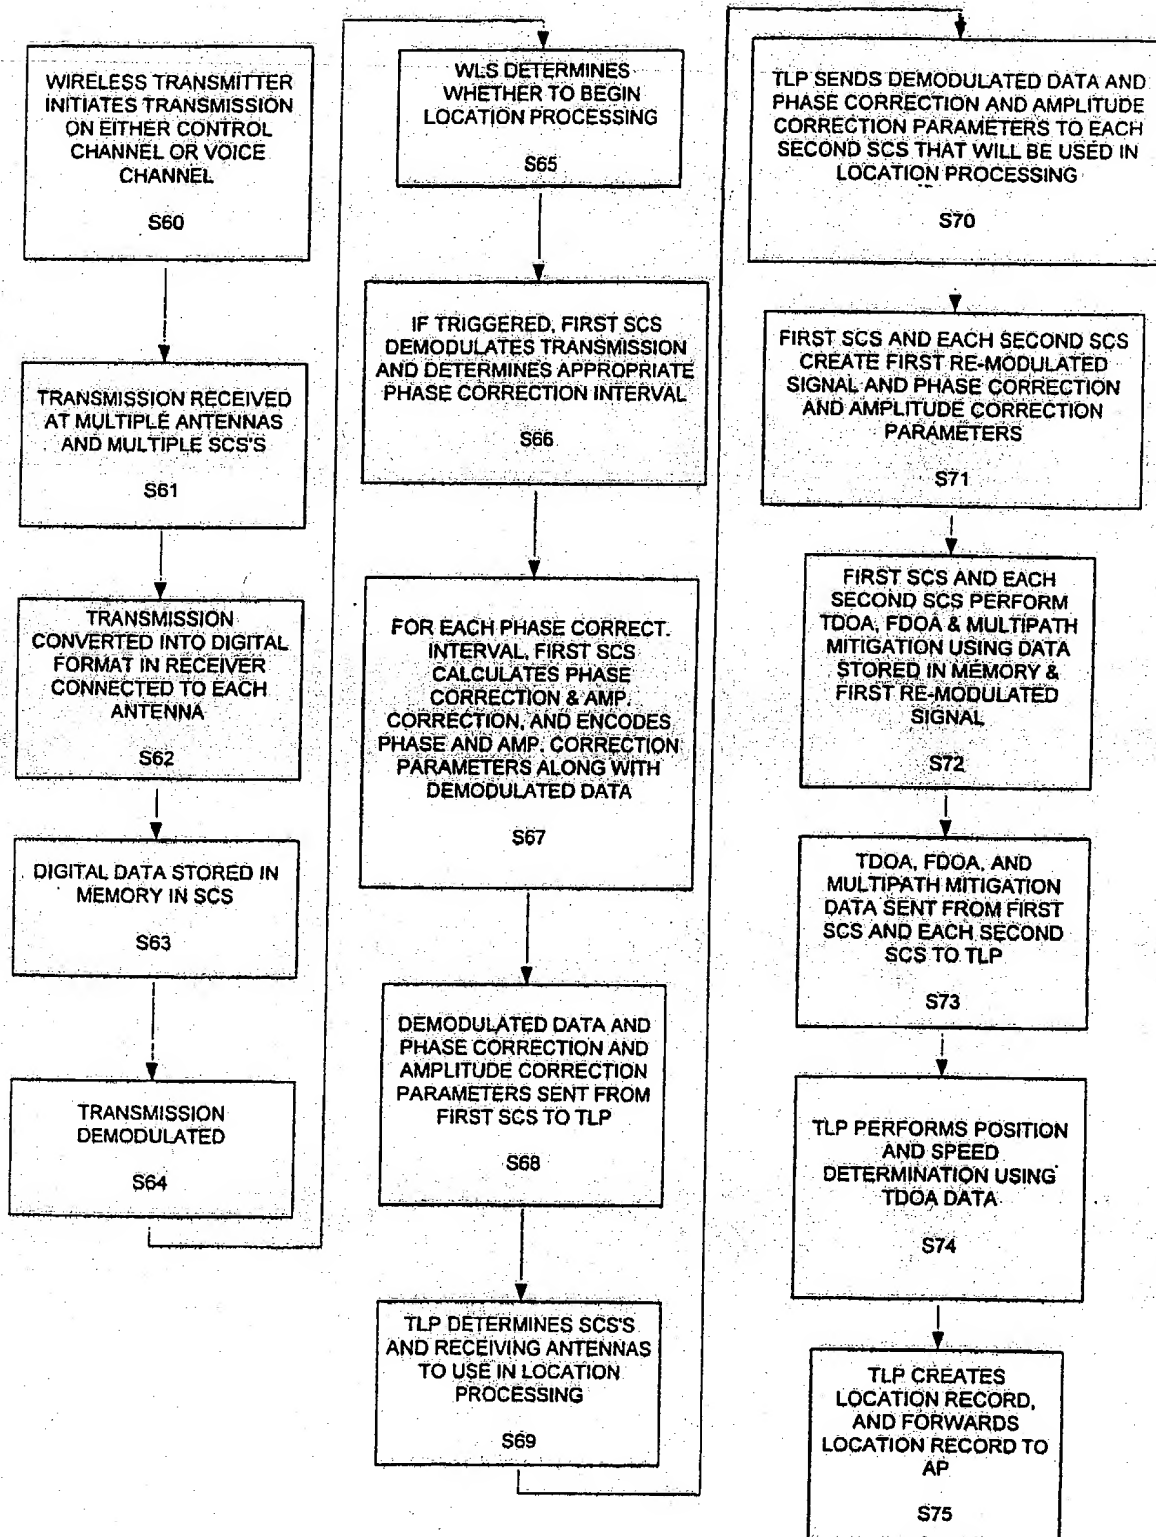 WIRELESS TRANSMITTER
INITIATES TRANSMISSION
ON EITHER CONTROL
CHANNEL OR VOICE
CHANNEL
S60
TRANSMISSION RECEIVED
AT MULTIPLE ANTENNAS
AND MULTIPLE SCS'S
S61
TRANSMISSION
CONVERTED INTO DIGITAL
FORMAT IN RECEIVER
CONNECTED TO EACH
ANTENNA
S62
DIGITAL DATA STORED IN
MEMORY IN SCS
S63
TRANSMISSION
DEMODULATED
S64
WLS DETERMINES
WHETHER TO BEGIN
LOCATION PROCESSING
S65
IF TRIGGERED, FIRST SCS
DEMODULATES TRANSMISSION
AND DETERMINES APPROPRIATE
PHASE CORRECTION INTERVAL
S66
FOR EACH PHASE CORRECT.
INTERVAL, FIRST SCS
CALCULATES PHASE
CORRECTION & AMP.
CORRECTION, AND ENCODES
PHASE AND AMP. CORRECTION
PARAMETERS ALONG WITH
DEMODULATED DATA
S67
DEMODULATED DATA AND
PHASE CORRECTION AND
AMPLITUDE CORRECTION
PARAMETERS SENT FROM
FIRST SCS TO TLP
S68
TLP DETERMINES SCS'S
AND RECEIVING ANTENNAS
TO USE IN LOCATION
PROCESSING
S69
TLP SENDS DEMODULATED DATA AND
PHASE CORRECTION AND AMPLITUDE
CORRECTION PARAMETERS TO EACH
SECOND SCS THAT WILL BE USED IN
LOCATION PROCESSING
S70
FIRST SCS AND EACH SECOND SCS
CREATE FIRST RE-MODULATED
SIGNAL AND PHASE CORRECTION
AND AMPLITUDE CORRECTION
PARAMETERS
S71
FIRST SCS AND EACH
SECOND SCS PERFORM
TDOA, FDOA & MULTIPATH
MITIGATION USING DATA
STORED IN MEMORY &
FIRST RE-MODULATED
SIGNAL
S72
TDOA, FDOA, AND
MULTIPATH MITIGATION
DATA SENT FROM FIRST
SCS AND EACH SECOND
SCS TO TLP
S73
TLP PERFORMS POSITION
AND SPEED
DETERMINATION USING
TDOA DATA
S74
TLP CREATES
LOCATION RECORD,
AND FORWARDS
LOCATION RECORD TO
AP
S75